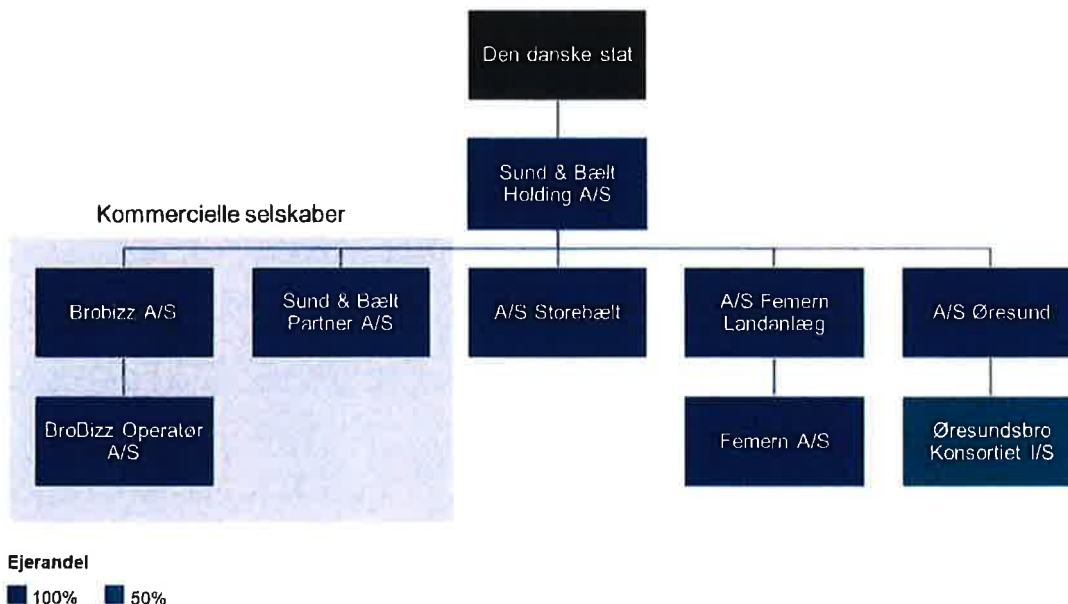 Den danske stat
Sund & Bælt
Holding A/S
Kommercielle selskaber
Brobizz A/S
Sund & Bælt
Partner A/S
A/S Storebælt
A/S Femern
Landanlæg
A/S Øresund
BroBizz Operatør
A/S
Femern A/S
Øresundsbro
Konsortiet I/S
Ejerandel
100%
50%